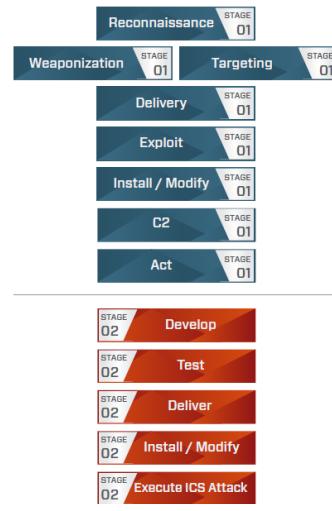 Reconnaissance STAGE 01
Weaponization STAGE 01 Targeting STAGE 01
Delivery STAGE 01
Exploit STAGE 01
Install / Modify STAGE 01
C2 STAGE 01
Act STAGE 01
STAGE 02 Develop
STAGE 02 Test
STAGE 02 Deliver
STAGE 02 Install / Modify
STAGE 02 Execute ICS Attack